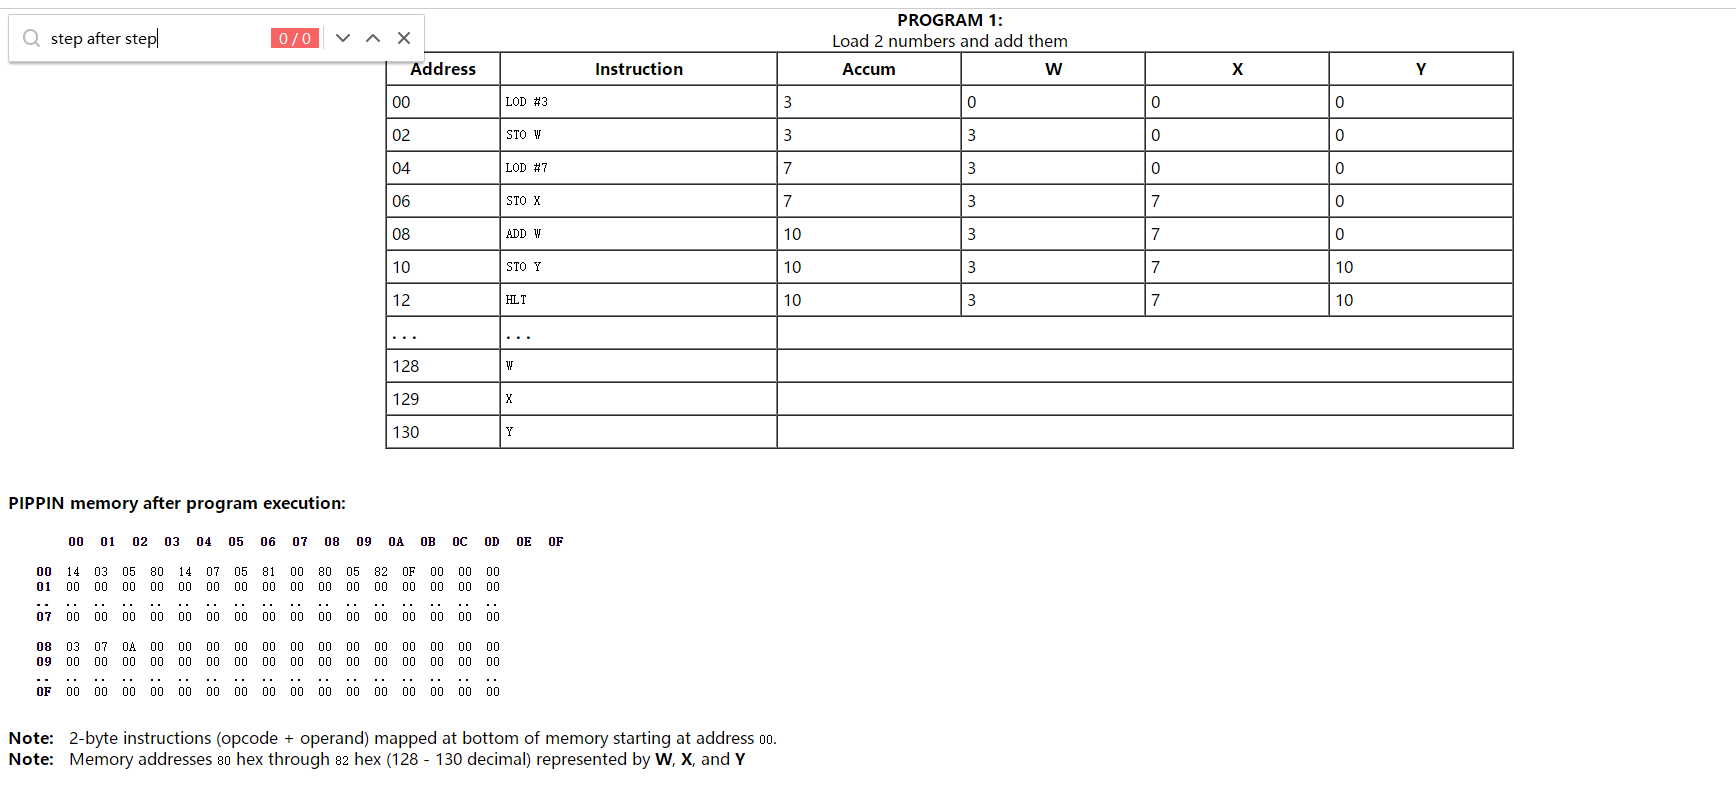 step after step 0 / 0
PROGRAM 1:
Load 2 numbers and add them
Address Instruction Accum W X Y
00 LOD #3 3 0 0 0
02 STO W 3 3 0 0
04 LOD #7 7 3 0 0
06 STO X 7 3 7 0
08 ADD W 10 3 7 0
10 STO Y 10 3 7 10
12 HLT 10 3 7 10
... ...
128 W
129 X
130 Y
PIPPIN memory after program execution:
00 01 02 03 04 05 06 07 08 09 0A 0B 0C 0D 0E 0F
00 14 03 05 80 14 07 05 81 00 80 05 82 0F 00 00 00
01 00 00 00 00 00 00 00 00 00 00 00 00 00 00 00 00
.. .. .. .. .. .. .. .. .. .. .. .. .. .. .. .. ..
07 00 00 00 00 00 00 00 00 00 00 00 00 00 00 00 00
08 03 07 0A 00 00 00 00 00 00 00 00 00 00 00 00 00
09 00 00 00 00 00 00 00 00 00 00 00 00 00 00 00 00
.. .. .. .. .. .. .. .. .. .. .. .. .. .. .. .. ..
0F 00 00 00 00 00 00 00 00 00 00 00 00 00 00 00 00
Note: 2-byte instructions (opcode + operand) mapped at bottom of memory starting at address 00.
Note: Memory addresses 80 hex through 82 hex (128 - 130 decimal) represented by W, X, and Y